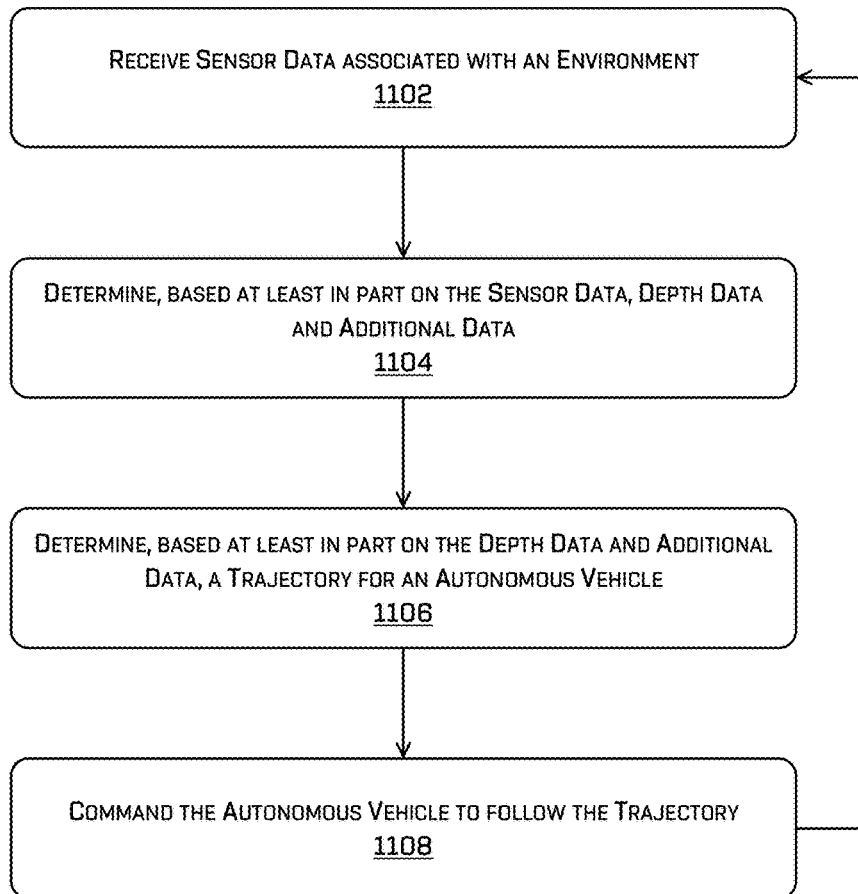 RECEIVE SENSOR DATA ASSOCIATED WITH AN ENVIRONMENT
1102
DETERMINE, BASED AT LEAST IN PART ON THE SENSOR DATA, DEPTH DATA
AND ADDITIONAL DATA
1104
DETERMINE, BASED AT LEAST IN PART ON THE DEPTH DATA AND ADDITIONAL
DATA, A TRAJECTORY FOR AN AUTONOMOUS VEHICLE
1106
COMMAND THE AUTONOMOUS VEHICLE TO FOLLOW THE TRAJECTORY
1108